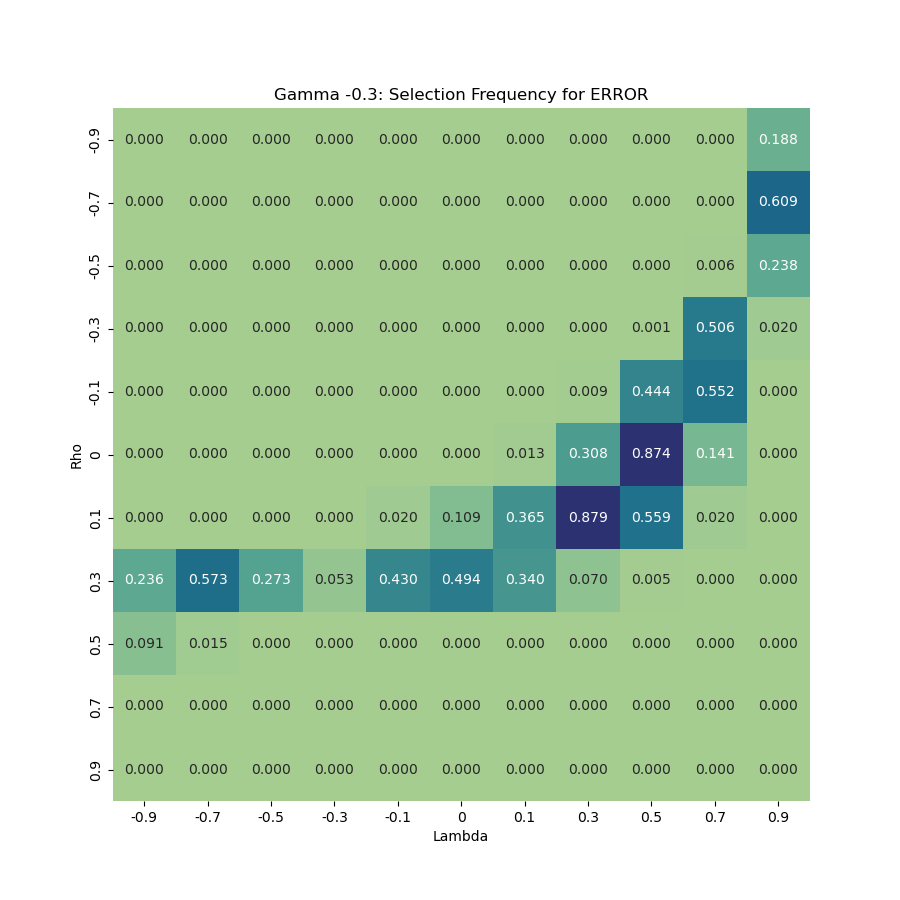 Gamma -0.3: Selection Frequency for ERROR
-0.9 0.000 0.000 0.000 0.000 0.000 0.000 0.000 0.000 0.000 0.000 0.188
-0.7 0.000 0.000 0.000 0.000 0.000 0.000 0.000 0.000 0.000 0.000 0.609
-0.5 0.000 0.000 0.000 0.000 0.000 0.000 0.000 0.000 0.000 0.006 0.238
-0.3 0.000 0.000 0.000 0.000 0.000 0.000 0.000 0.000 0.001 0.506 0.020
-0.1 0.000 0.000 0.000 0.000 0.000 0.000 0.000 0.009 0.444 0.552 0.000
Rho
0 0.000 0.000 0.000 0.000 0.000 0.000 0.013 0.308 0.874 0.141 0.000
0.1 0.000 0.000 0.000 0.000 0.020 0.109 0.365 0.879 0.559 0.020 0.000
0.3 0.236 0.573 0.273 0.053 0.430 0.494 0.340 0.070 0.005 0.000 0.000
0.5 0.091 0.015 0.000 0.000 0.000 0.000 0.000 0.000 0.000 0.000 0.000
0.7 0.000 0.000 0.000 0.000 0.000 0.000 0.000 0.000 0.000 0.000 0.000
0.9 0.000 0.000 0.000 0.000 0.000 0.000 0.000 0.000 0.000 0.000 0.000
-0.9 -0.7 -0.5 -0.3 -0.1 0 0.1 0.3 0.5 0.7 0.9
Lambda